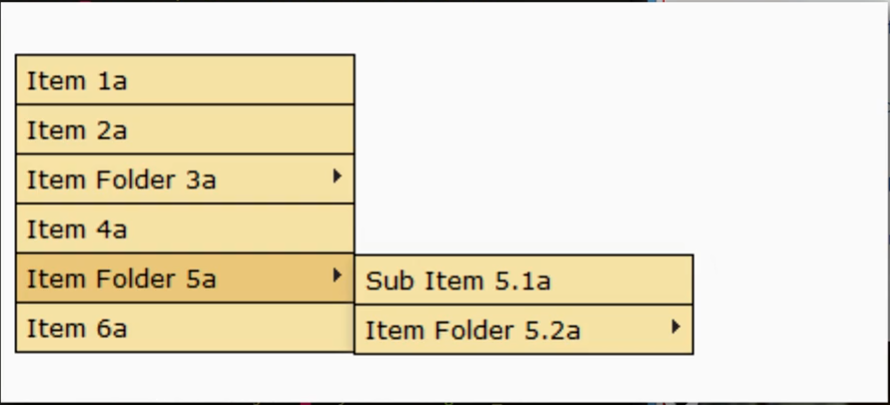 Item 1a
Item 2a
Item Folder 3a
Item 4a
Item Folder 5a
Item 6a
Sub Item 5.1a
Item Folder 5.2a